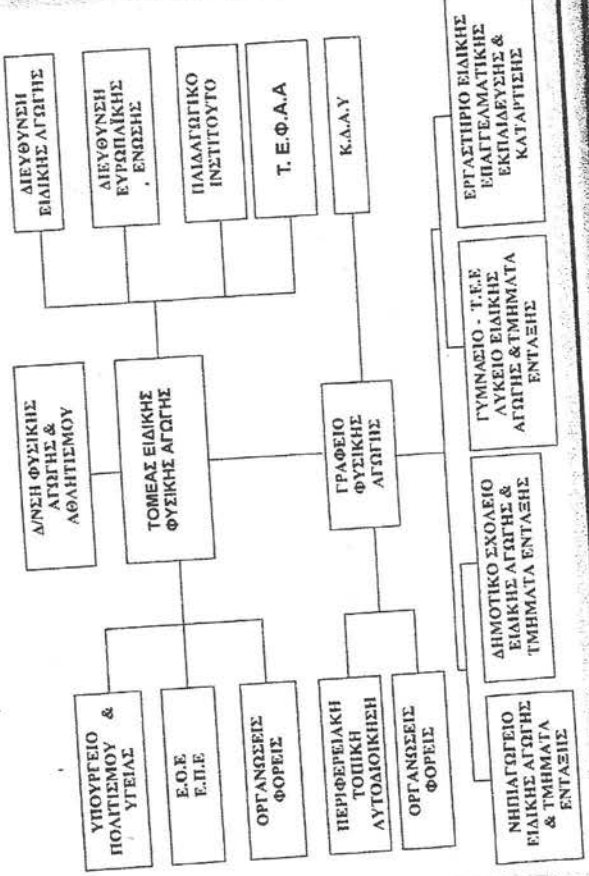 Δ/ΝΣΗ ΦΥΣΙΚΗΣ
ΑΓΩΓΗΣ &
ΑΘΛΗΤΙΣΜΟΥ
ΥΠΟΥΡΓΕΙΟ
ΠΟΛΙΤΙΣΜΟΥ &
ΥΓΕΙΑΣ
Ε.Ο.Ε
Ε.Π.Ε
ΟΡΓΑΝΩΣΕΙΣ
ΦΟΡΕΙΣ
ΤΟΜΕΑΣ ΕΙΔΙΚΗΣ
ΦΥΣΙΚΗΣ ΑΓΩΓΗΣ
ΔΙΕΥΘΥΝΣΗ
ΕΙΔΙΚΗΣ ΑΓΩΓΗΣ
ΔΙΕΥΘΥΝΣΗ
ΕΥΡΩΠΑΪΚΗΣ
ΕΝΩΣΗΣ
ΠΑΙΔΑΓΩΓΙΚΟ
ΙΝΣΤΙΤΟΥΤΟ
Τ. Ε.Φ.Α.Α
ΠΕΡΙΦΕΡΕΙΑΚΗ
ΤΟΠΙΚΗ
ΑΥΤΟΔΙΟΙΚΗΣΗ
ΟΡΓΑΝΩΣΕΙΣ
ΦΟΡΕΙΣ
ΓΡΑΦΕΙΟ
ΦΥΣΙΚΗΣ
ΑΓΩΓΗΣ
Κ.Δ.Α.Υ
ΝΗΠΙΑΓΩΓΕΙΟ
ΕΙΔΙΚΗΣ ΑΓΩΓΗΣ
& ΤΜΗΜΑΤΑ
ΕΝΤΑΞΗΣ
ΔΗΜΟΤΙΚΟ ΣΧΟΛΕΙΟ
ΕΙΔΙΚΗΣ ΑΓΩΓΗΣ &
ΤΜΗΜΑΤΑ ΕΝΤΑΞΗΣ
ΓΥΜΝΑΣΙΟ - Τ.Ε.Ε
ΛΥΚΕΙΟ ΕΙΔΙΚΗΣ
ΑΓΩΓΗΣ & ΤΜΗΜΑΤΑ
ΕΝΤΑΞΗΣ
ΕΡΓΑΣΤΗΡΙΟ ΕΙΔΙΚΗΣ
ΕΠΑΓΓΕΛΜΑΤΙΚΗΣ
ΕΚΠΑΙΔΕΥΣΗΣ &
ΚΑΤΑΡΤΙΣΗΣ